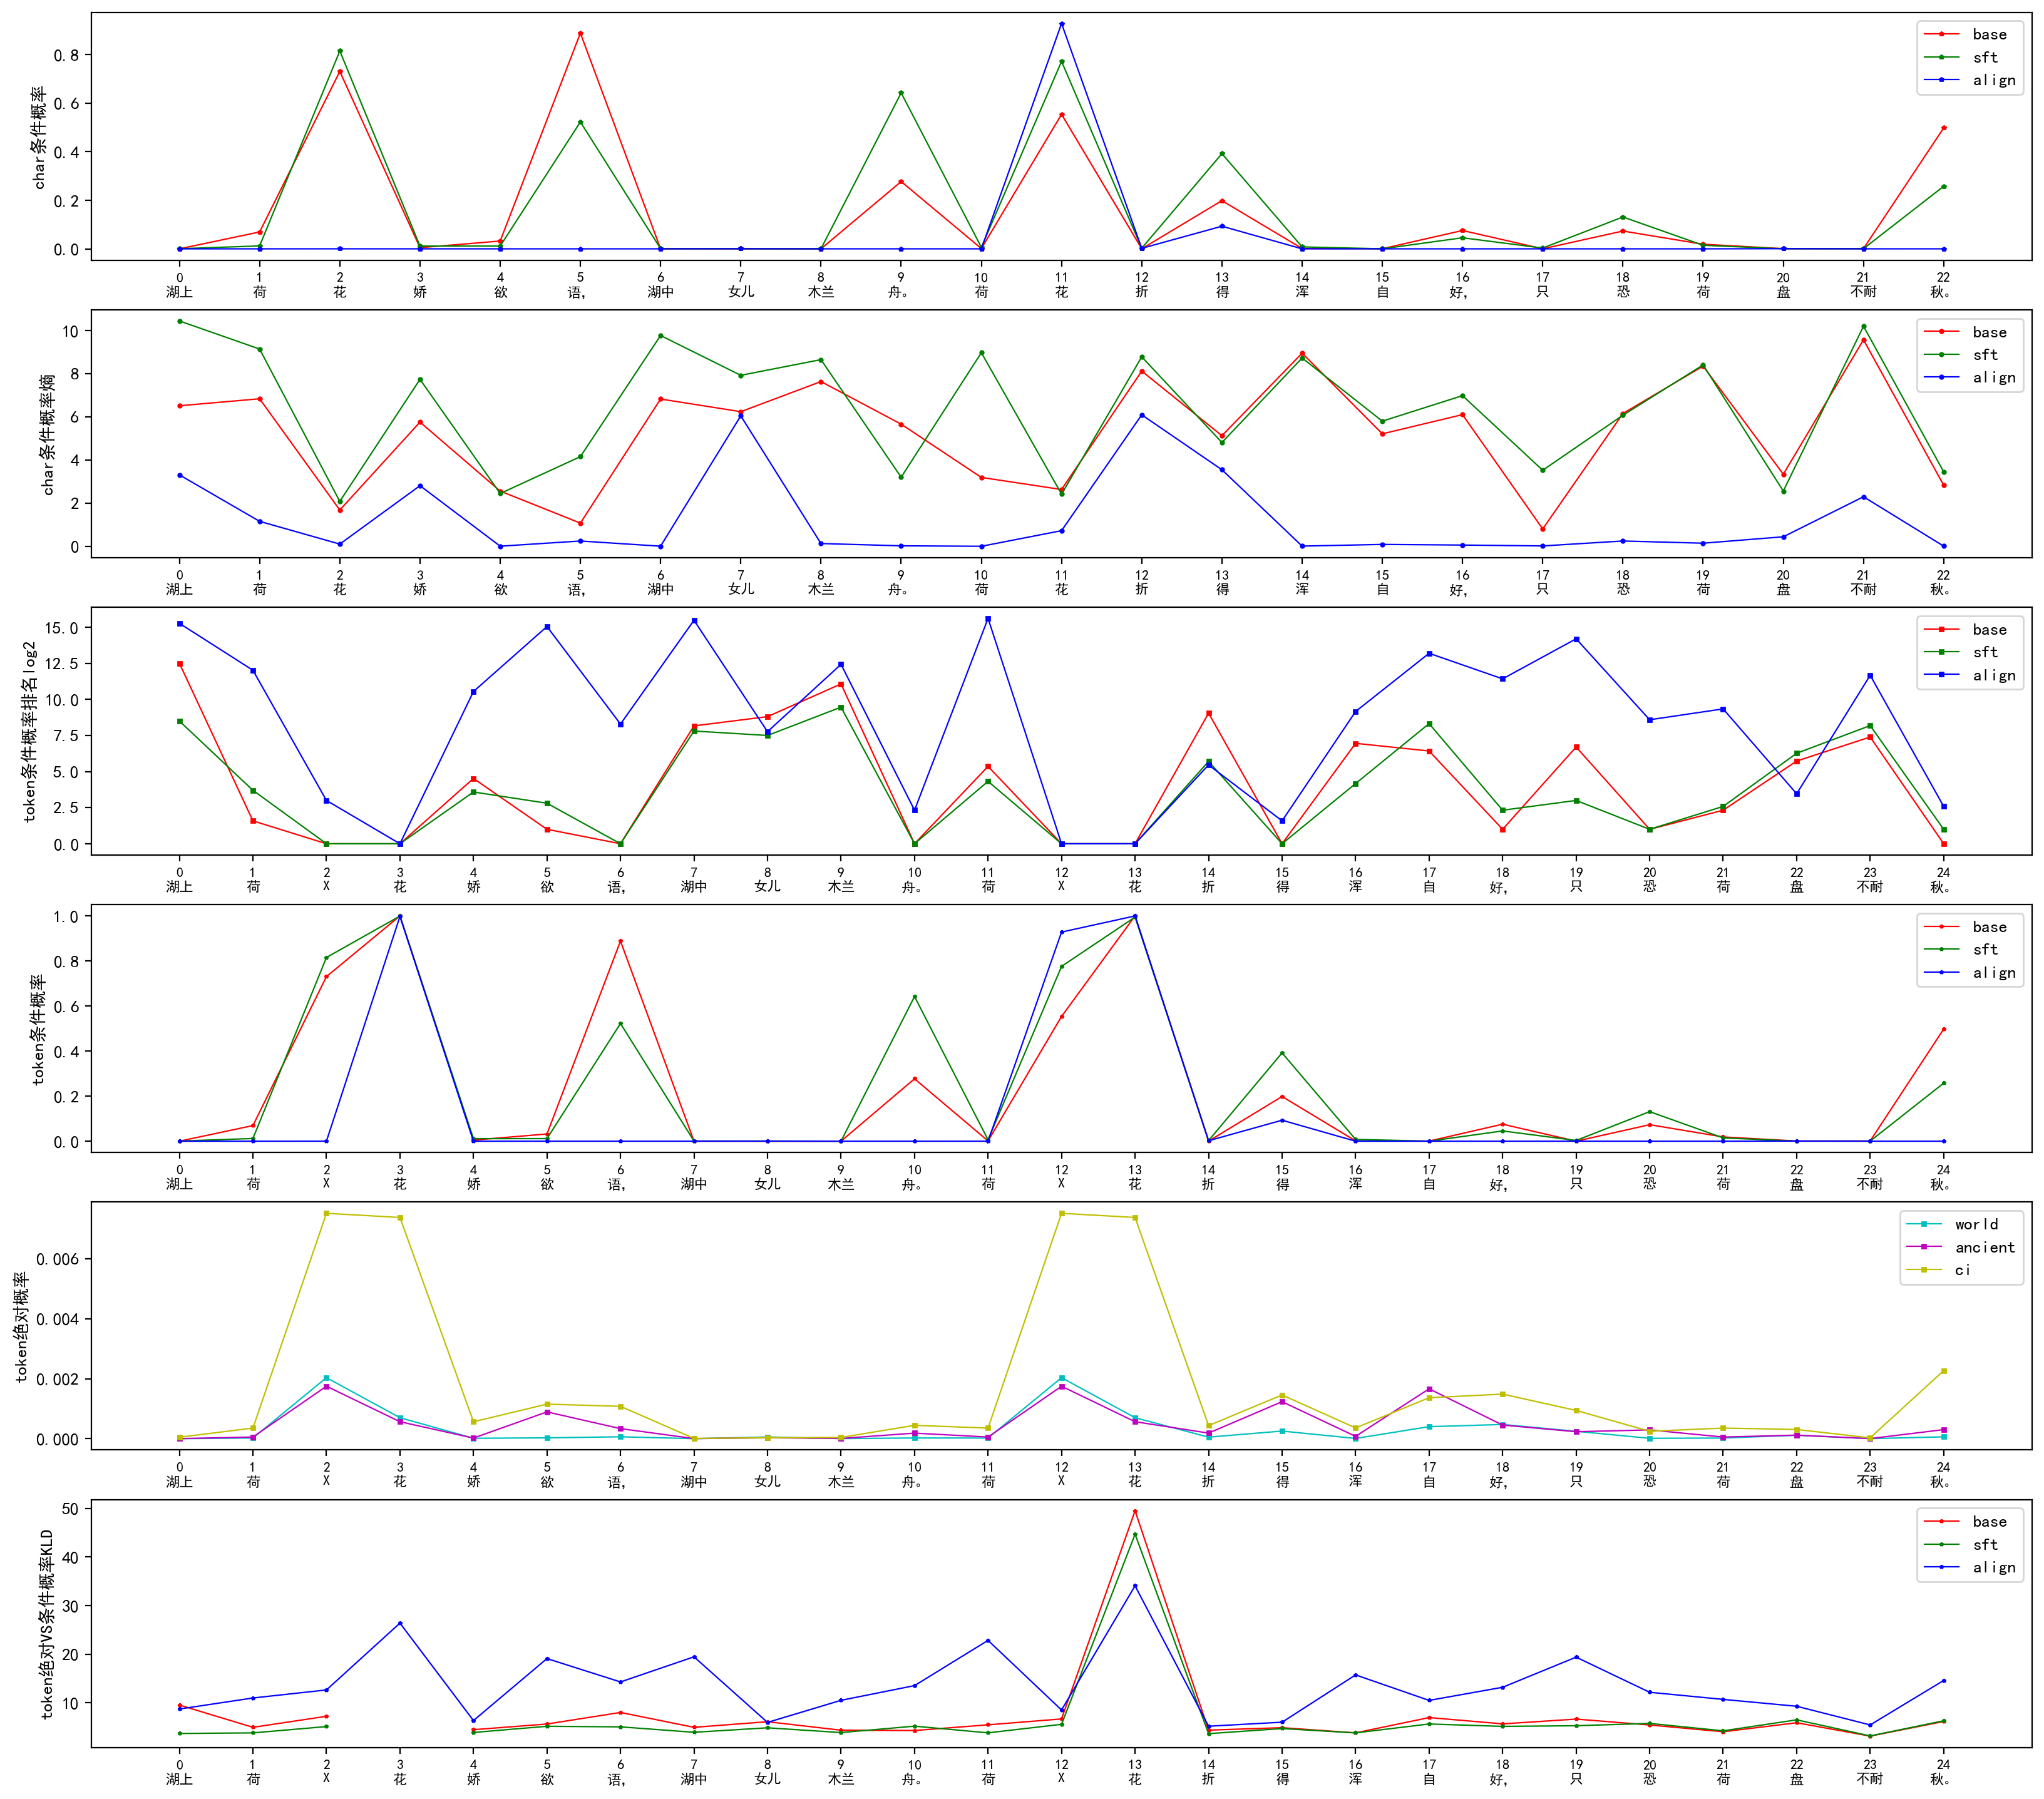 char条件概率
0.8
0.6
0.4
0.2
0.0
base
sft
align
0 1 2 3 4 5 6 7 8 9 10 11 12 13 14 15 16 17 18 19 20 21 22
湖上 荷 花 娇 欲 语, 湖中 女儿 木兰 舟。 荷 花 折 得 浑 自 好, 只 恐 荷 盘 不耐 秋。
char条件概率熵
10
8
6
4
2
0
base
sft
align
0 1 2 3 4 5 6 7 8 9 10 11 12 13 14 15 16 17 18 19 20 21 22
湖上 荷 花 娇 欲 语, 湖中 女儿 木兰 舟。 荷 花 折 得 浑 自 好, 只 恐 荷 盘 不耐 秋。
token条件概率排名log2
15.0
12.5
10.0
7.5
5.0
2.5
0.0
base
sft
align
0 1 2 3 4 5 6 7 8 9 10 11 12 13 14 15 16 17 18 19 20 21 22 23 24
湖上 荷 X 花 娇 欲 语, 湖中 女儿 木兰 舟。 荷 X 花 折 得 浑 自 好, 只 恐 荷 盘 不耐 秋。
token条件概率
1.0
0.8
0.6
0.4
0.2
0.0
base
sft
align
0 1 2 3 4 5 6 7 8 9 10 11 12 13 14 15 16 17 18 19 20 21 22 23 24
湖上 荷 X 花 娇 欲 语, 湖中 女儿 木兰 舟。 荷 X 花 折 得 浑 自 好, 只 恐 荷 盘 不耐 秋。
token绝对概率
0.006
0.004
0.002
0.000
world
ancient
ci
0 1 2 3 4 5 6 7 8 9 10 11 12 13 14 15 16 17 18 19 20 21 22 23 24
湖上 荷 X 花 娇 欲 语, 湖中 女儿 木兰 舟。 荷 X 花 折 得 浑 自 好, 只 恐 荷 盘 不耐 秋。
token绝对VS条件概率KLD
50
40
30
20
10
base
sft
align
0 1 2 3 4 5 6 7 8 9 10 11 12 13 14 15 16 17 18 19 20 21 22 23 24
湖上 荷 X 花 娇 欲 语, 湖中 女儿 木兰 舟。 荷 X 花 折 得 浑 自 好, 只 恐 荷 盘 不耐 秋。